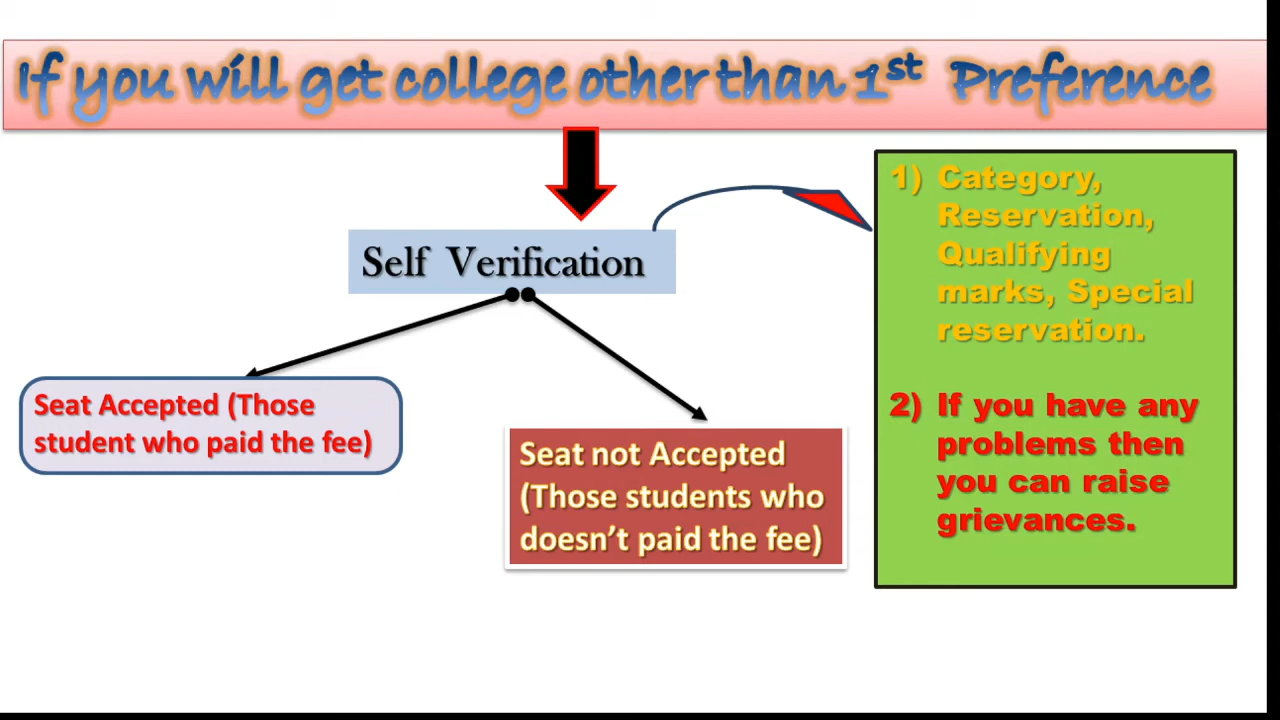 If you will get college other than 1st Preference
Self Verification
Seat Accepted (Those
student who paid the fee)
Seat not Accepted
(Those students who
doesn't paid the fee)
1) Category,
Reservation,
Qualifying
marks, Special
reservation.
2) If you have any
problems then
you can raise
grievances.